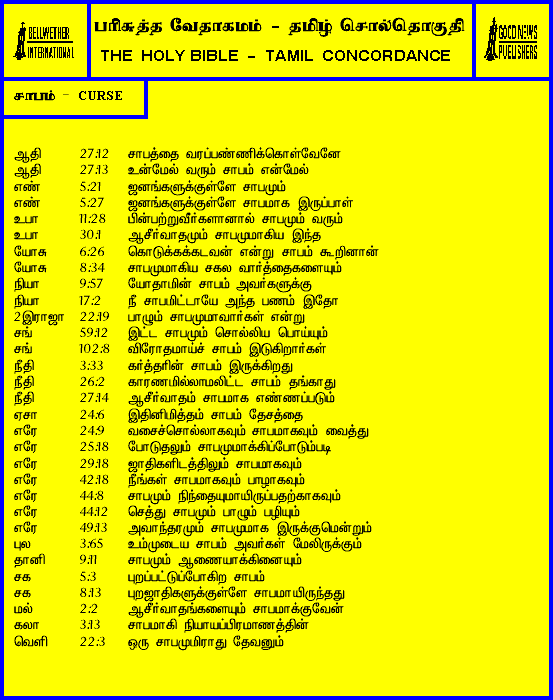 BELLWETHER
INTERNATIONAL
பரிசுத்த வேதாகமம் - தமிழ் சொல்தொகுதி
THE HOLY BIBLE - TAMIL CONCORDANCE
GOOD NEWS
PUBLISHERS
சாபம் - CURSE
ஆதி 27:12 சாபத்தை வரப்பண்ணிக்கொள்வேனே
ஆதி 27:13 உன்மேல் வரும் சாபம் என்மேல்
எண் 5:21 ஜனங்களுக்குள்ளே சாபமும்
எண் 5:27 ஜனங்களுக்குள்ளே சாபமாக இருப்பாள்
உபா 11:28 பின்பற்றுவீர்களானால் சாபமும் வரும்
உபா 30:1 ஆசீர்வாதமும் சாபமுமாகிய இந்த
யோசு 6:26 கொடுக்கக்கடவன் என்று சாபம் கூறினான்
யோசு 8:34 சாபமுமாகிய சகல வார்த்தைகளையும்
நியா 9:57 யோதாமின் சாபம் அவர்களுக்கு
நியா 17:2 நீ சாபமிட்டாயே அந்த பணம் இதோ
2இராஜா 22:19 பாழும் சாபமுமாவார்கள் என்று
சங் 59:12 இட்ட சாபமும் சொல்லிய பொய்யும்
சங் 102:8 விரோதமாய்ச் சாபம் இடுகிறார்கள்
நீதி 3:33 கர்த்தரின் சாபம் இருக்கிறது
நீதி 26:2 காரணமில்லாமலிட்ட சாபம் தங்காது
நீதி 27:14 ஆசீர்வாதம் சாபமாக எண்ணப்படும்
ஏசா 24:6 இதினிமித்தம் சாபம் தேசத்தை
எரே 24:9 வசைச்சொல்லாகவும் சாபமாகவும் வைத்து
எரே 25:18 போடுதலும் சாபமுமாக்கிப்போடும்படி
எரே 29:18 ஜாதிகளிடத்திலும் சாபமாகவும்
எரே 42:18 நீங்கள் சாபமாகவும் பாழாகவும்
எரே 44:8 சாபமும் நிந்தையுமாயிருப்பதற்காகவும்
எரே 44:12 செத்து சாபமும் பாழும் பழியும்
எரே 49:13 அவாந்தரமும் சாபமுமாக இருக்குமென்றும்
புல 3:65 உம்முடைய சாபம் அவர்கள் மேலிருக்கும்
தானி 9:11 சாபமும் ஆணையாக்கினையும்
சக 5:3 புறப்பட்டுப்போகிற சாபம்
சக 8:13 புறஜாதிகளுக்குள்ளே சாபமாயிருந்தது
மல் 2:2 ஆசீர்வாதங்களையும் சாபமாக்குவேன்
கலா 3:13 சாபமாகி நியாயப்பிரமாணத்தின்
வெளி 22:3 ஒரு சாபமுமிராது தேவனும்